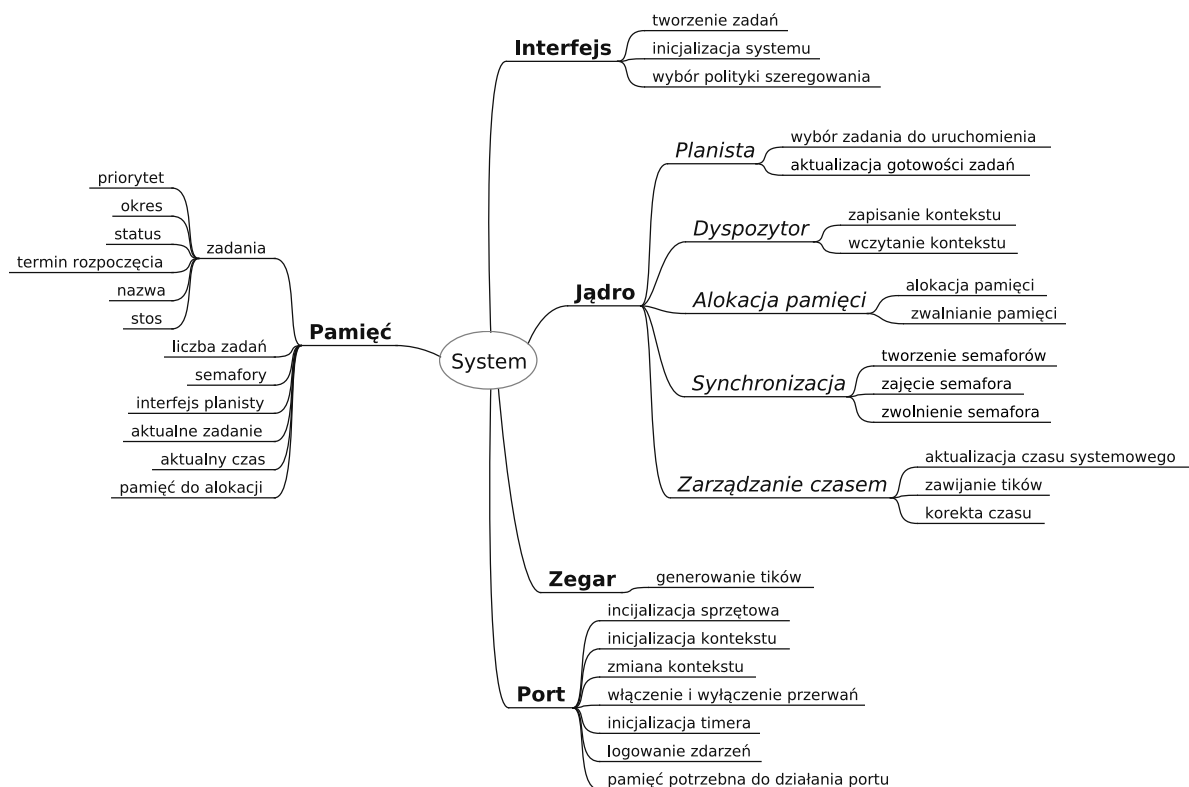 System
Interfejs
tworzenie zadań
inicjalizacja systemu
wybór polityki szeregowania
Jądro
Planista
wybór zadania do uruchomienia
aktualizacja gotowości zadań
Dyspozytor
zapisanie kontekstu
wczytanie kontekstu
Alokacja pamięci
alokacja pamięci
zwalnianie pamięci
Synchronizacja
tworzenie semaforów
zajęcie semafora
zwolnienie semafora
Zarządzanie czasem
aktualizacja czasu systemowego
zawijanie tików
korekta czasu
Zegar
generowanie tików
Port
incijalizacja sprzętowa
inicjalizacja kontekstu
zmiana kontekstu
włączenie i wyłączenie przerwań
inicjalizacja timera
logowanie zdarzeń
pamięć potrzebna do działania portu
Pamięć
zadania
priorytet
okres
status
termin rozpoczęcia
nazwa
stos
liczba zadań
semafory
interfejs planisty
aktualne zadanie
aktualny czas
pamięć do alokacji